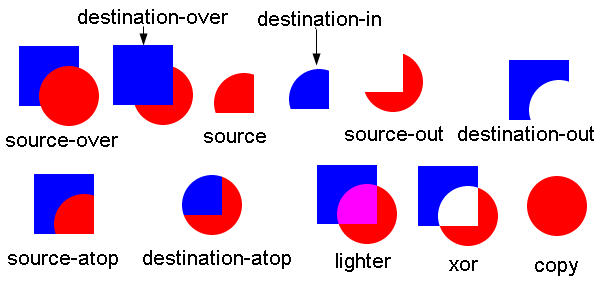 destination-over
destination-in
source-over
source
source-out
destination-out
source-atop
destination-atop
lighter
xor
copy